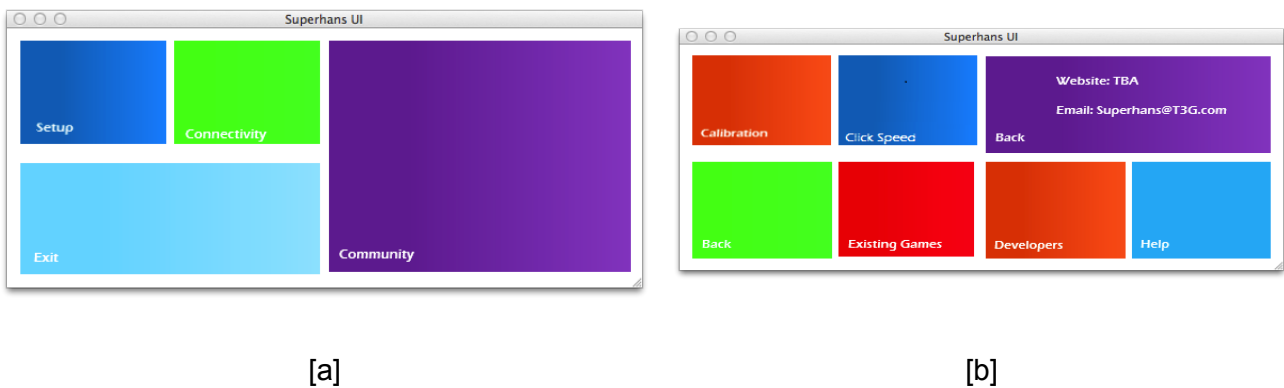 Superhans UI
Setup
Connectivity
Exit
Community
[a]
Superhans UI
Calibration
Click Speed
Website: TBA
Email: Superhans@T3G.com
Back
Back
Existing Games
Developers
Help
[b]